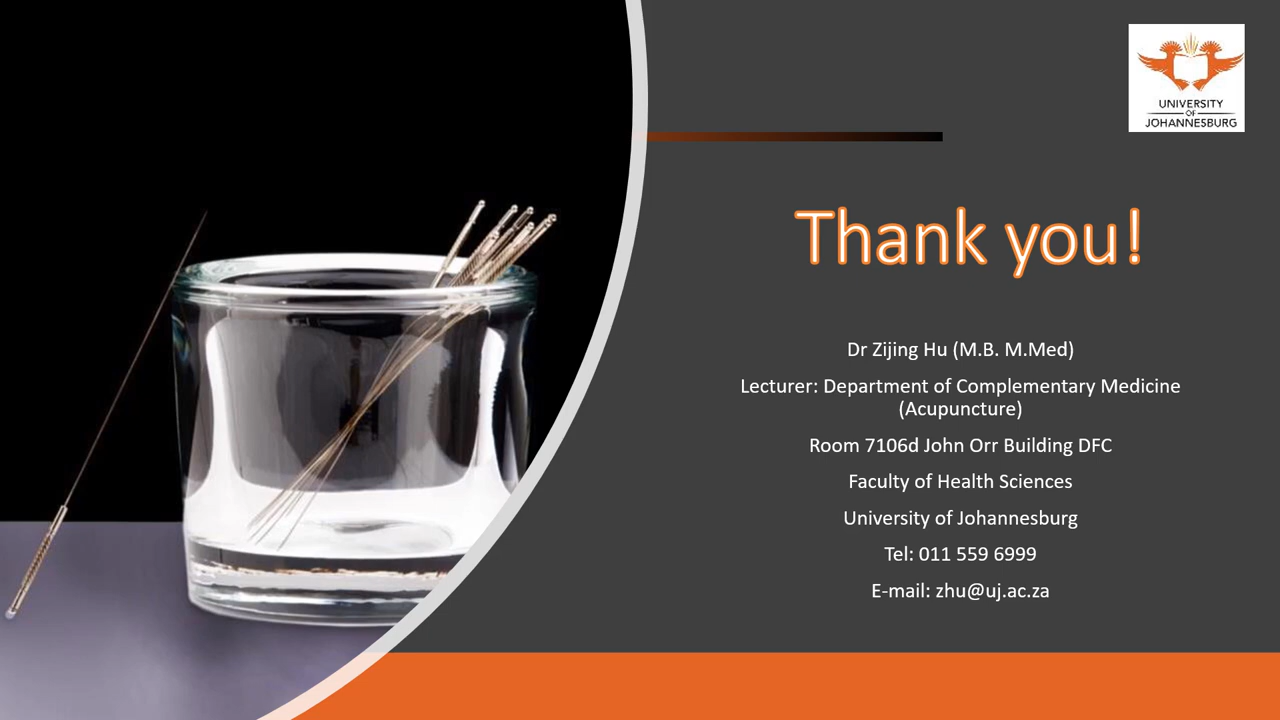 UNIVERSITY
OF
JOHANNESBURG
Thank you!
Dr Zijing Hu (M.B. M.Med)
Lecturer: Department of Complementary Medicine
(Acupuncture)
Room 7106d John Orr Building DFC
Faculty of Health Sciences
University of Johannesburg
Tel: 011 559 6999
E-mail: zhu@uj.ac.za